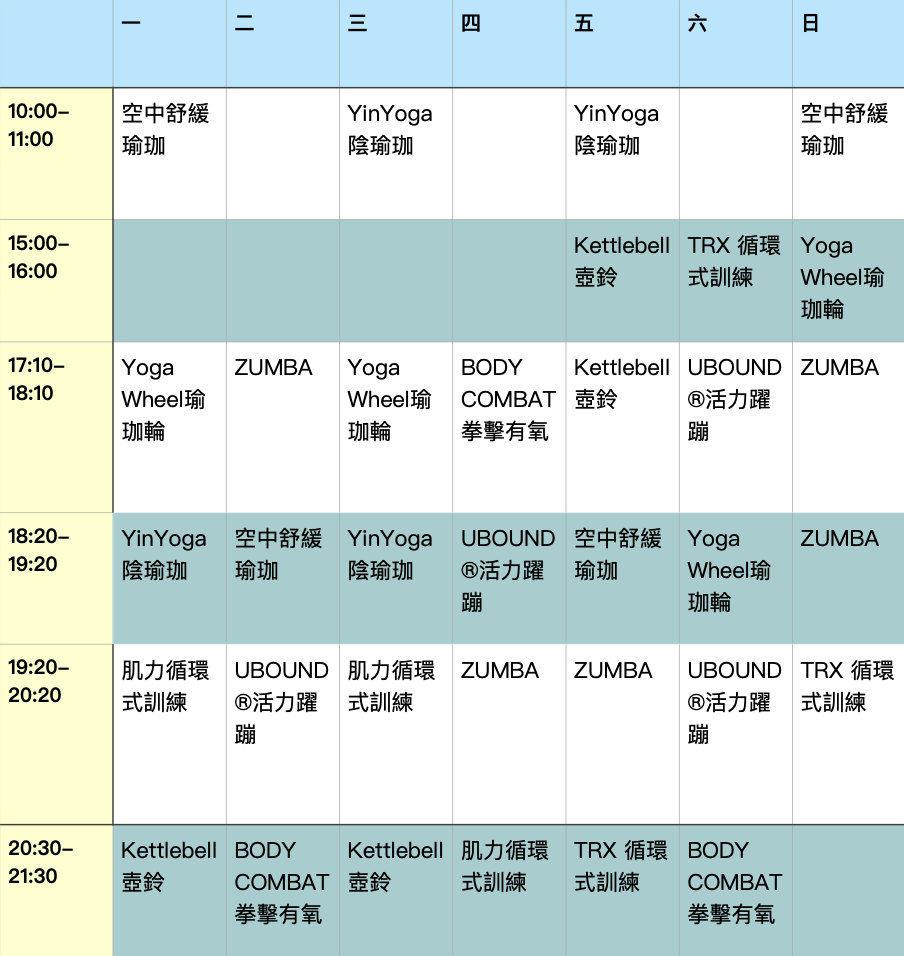 一 二 三 四 五 六 日
10:00–
11:00
空中舒緩
瑜珈
YinYoga
陰瑜珈
YinYoga
陰瑜珈
空中舒緩
瑜珈
15:00–
16:00
Kettlebell
壺鈴
TRX 循環
式訓練
Yoga
Wheel瑜
珈輪
17:10–
18:10
Yoga
Wheel瑜
珈輪
ZUMBA
Yoga
Wheel瑜
珈輪
BODY
COMBAT
拳擊有氧
Kettlebell
壺鈴
UBOUND
®活力躍
蹦
ZUMBA
18:20–
19:20
YinYoga
陰瑜珈
空中舒緩
瑜珈
YinYoga
陰瑜珈
UBOUND
®活力躍
蹦
空中舒緩
瑜珈
Yoga
Wheel瑜
珈輪
ZUMBA
19:20–
20:20
肌力循環
式訓練
UBOUND
®活力躍
蹦
肌力循環
式訓練
ZUMBA
ZUMBA
UBOUND
®活力躍
蹦
TRX 循環
式訓練
20:30–
21:30
Kettlebell
壺鈴
BODY
COMBAT
拳擊有氧
Kettlebell
壺鈴
肌力循環
式訓練
TRX 循環
式訓練
BODY
COMBAT
拳擊有氧